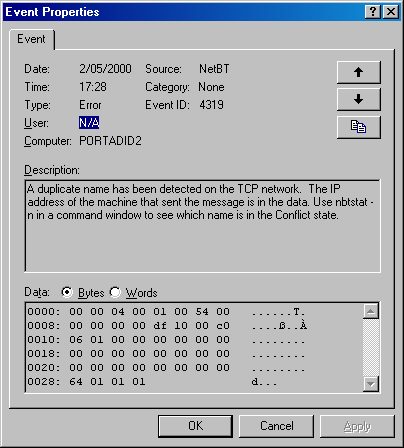 Event Properties
Event
Date: 2/05/2000 Source: NetBT
Time: 17:28 Category: None
Type: Error Event ID: 4319
User: N/A
Computer: PORTADID2
Description:
A duplicate name has been detected on the TCP network.  The IP
address of the machine that sent the message is in the data. Use nbtstat -
n in a command window to see which name is in the Conflict state.
Data: Bytes Words
0000: 00 00 04 00 01 00 54 00 ......T.
0008: 00 00 00 00 df 10 00 c0 ....ß..À
0010: 06 01 00 00 00 00 00 00 ........
0018: 00 00 00 00 00 00 00 00 ........
0020: 00 00 00 00 00 00 00 00 ........
0028: 64 01 01 01 d...
OK Cancel Apply